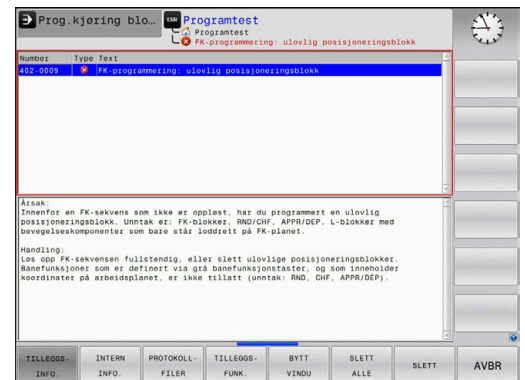 Prog.kjøring blo...
ERR
Programtest
Programtest
FK-programmering: ulovlig posisjoneringsblokk
Number Type Text
402-0009 FK-programmering: ulovlig posisjoneringsblokk
Årsak:
Innenfor en FK-sekvens som ikke er oppløst, har du programmert en ulovlig
posisjoneringsblokk. Unntak er: FK-blokker, RND/CHF, APPR/DEP, L-blokker med
bevegelseskomponenter som bare står loddrett på FK-planet.
Handling:
Løs opp FK-sekvensen fullstendig, eller slett ulovlige posisjoneringsblokker.
Banefunksjoner som er definert via grå banefunksjonstaster, og som inneholder
koordinater på arbeidsplanet, er ikke tillatt (unntak: RND, CHF, APPR/DEP).
TILLEGGS-
INFO.
INTERN
INFO.
PROTOKOLL-
FILER
TILLEGGS-
FUNK.
BYTT
VINDU
SLETT
ALLE
SLETT
AVBR